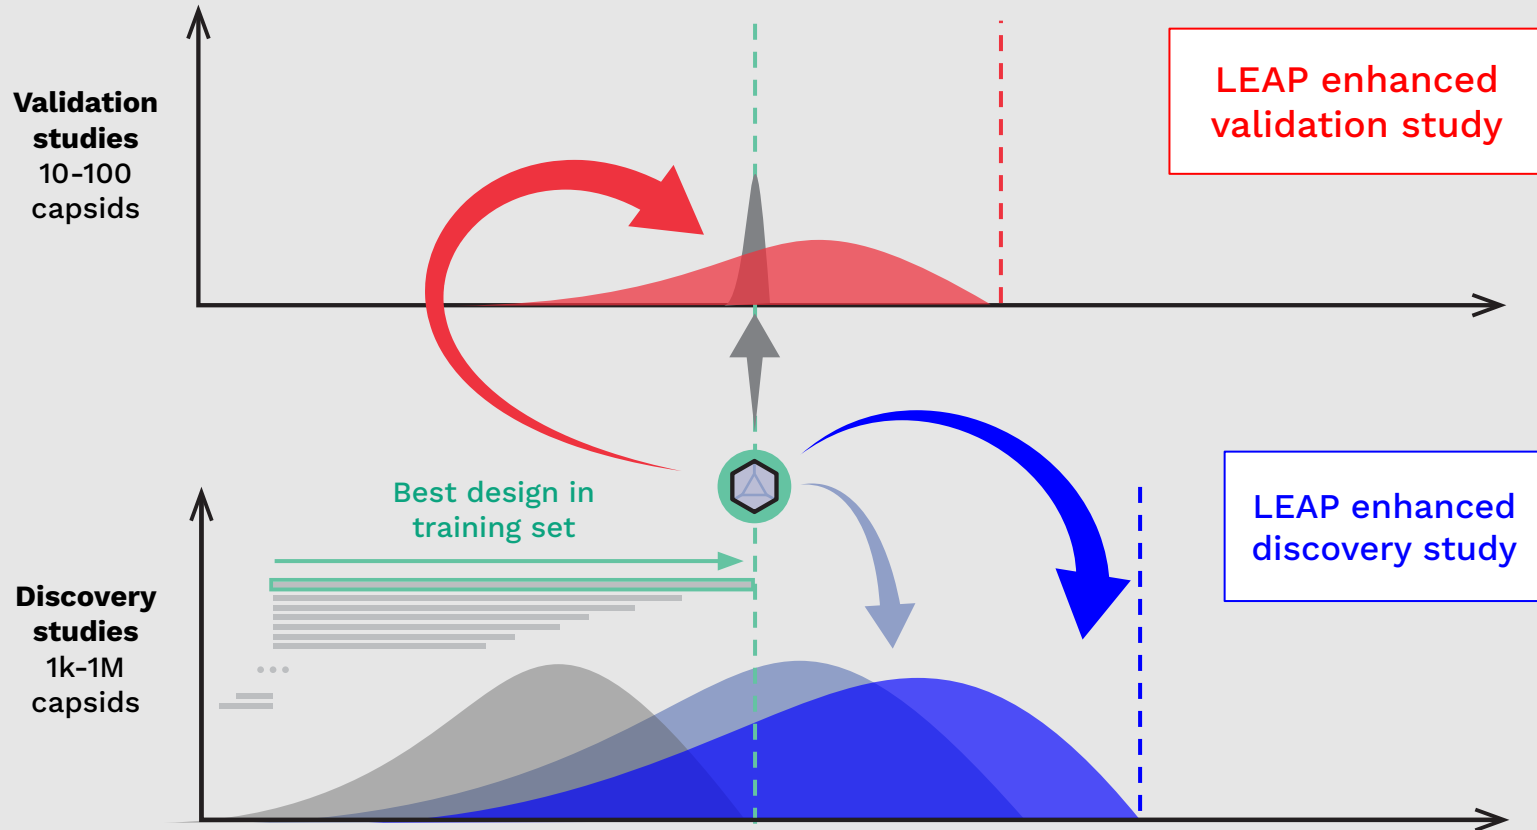 Validation
studies
10-100
capsids
LEAP enhanced
validation study
Best design in
training set
LEAP enhanced
discovery study
Discovery
studies
1k-1M
capsids